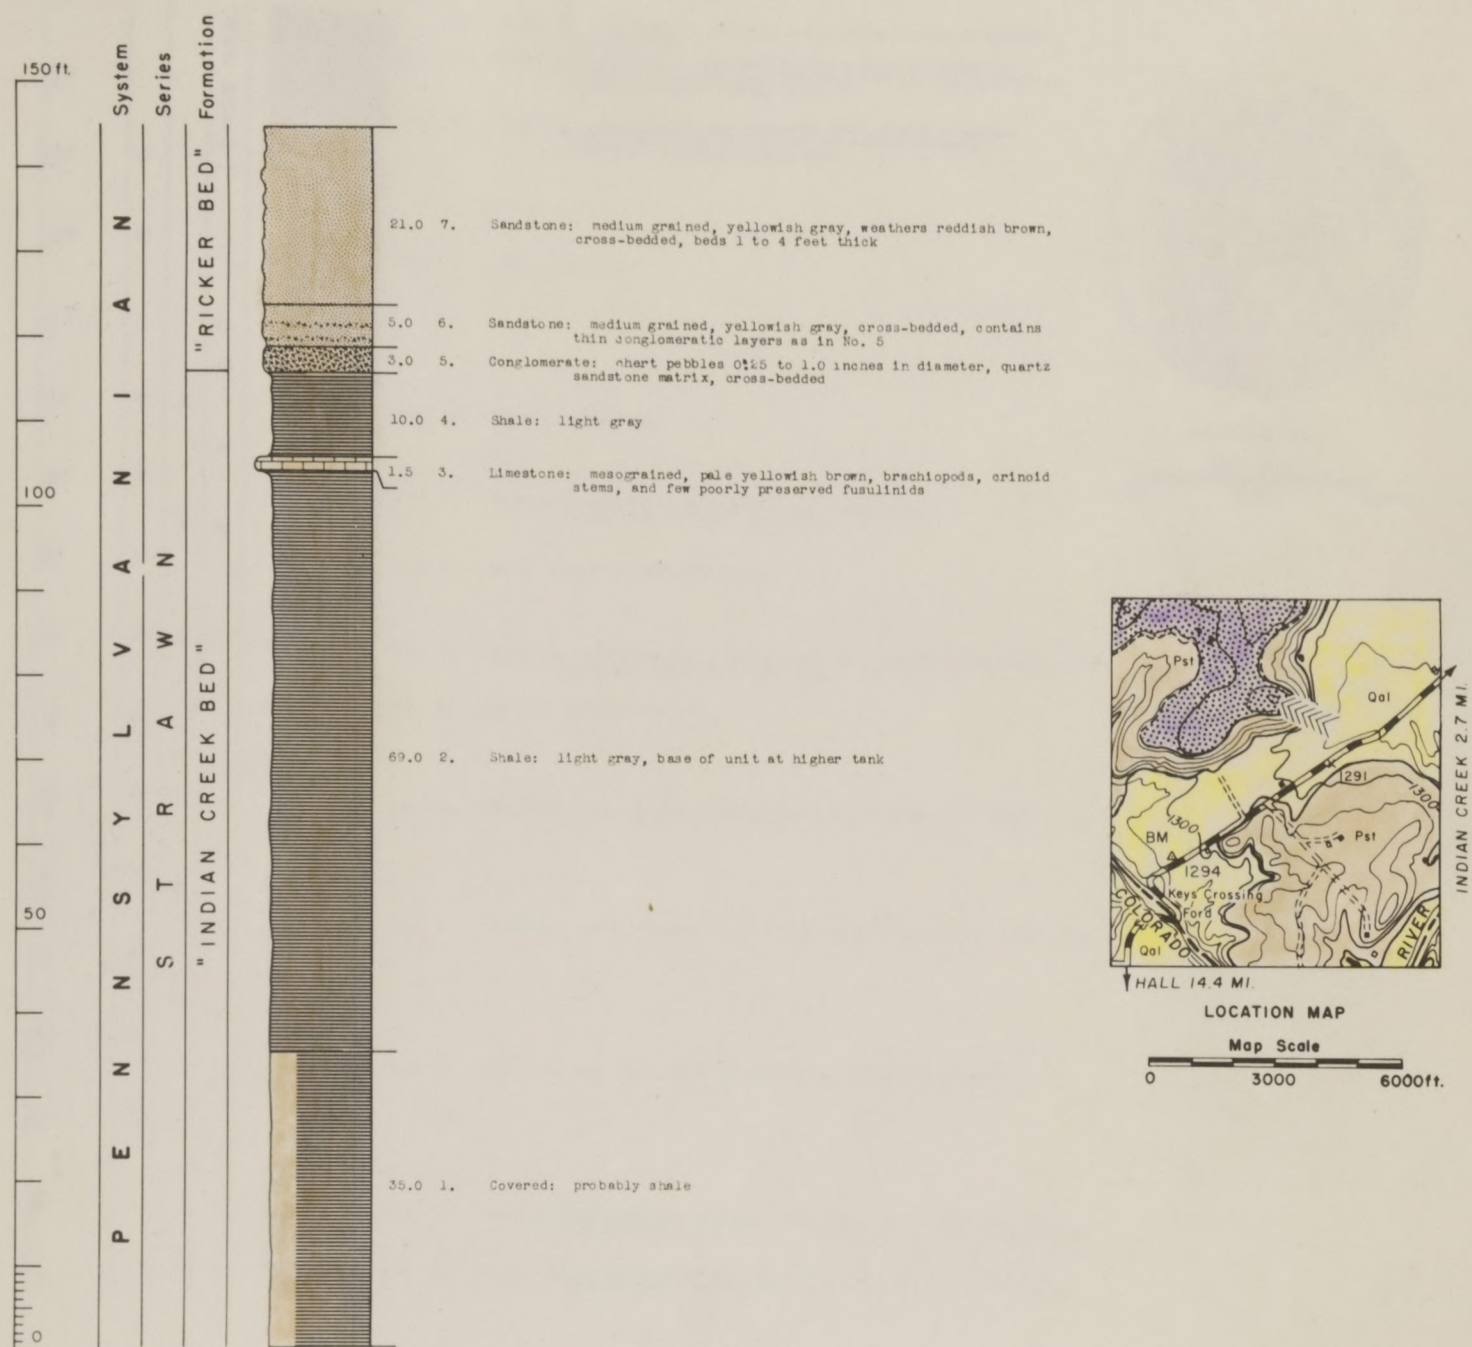 150 ft.
System
Series
Formation
PENNSYLVANIAN
STRAWN
"RICKER BED"
"INDIAN CREEK BED"
100
50
0
21.0 7. Sandstone: medium grained, yellowish gray, weathers reddish brown,
cross-bedded, beds 1 to 4 feet thick
5.0 6. Sandstone: medium grained, yellowish gray, cross-bedded, contains
thin conglomeratic layers as in No. 5
3.0 5. Conglomerate: chert pebbles 0.25 to 1.0 inches in diameter, quartz
sandstone matrix, cross-bedded
10.0 4. Shale: light gray
1.5 3. Limestone: mesograined, pale yellowish brown, brachiopods, crinoid
stems, and few poorly preserved fusulinids
69.0 2. Shale: light gray, base of unit at higher tank
35.0 1. Covered: probably shale
Pst
Qal
1291
1300
1300
BM
Pst
1294
Keys Crossing
Ford
COLORADO
RIVER
Qal
INDIAN CREEK 2.7 MI.
HALL 14.4 MI.
LOCATION MAP
Map Scale
0 3000 6000ft.